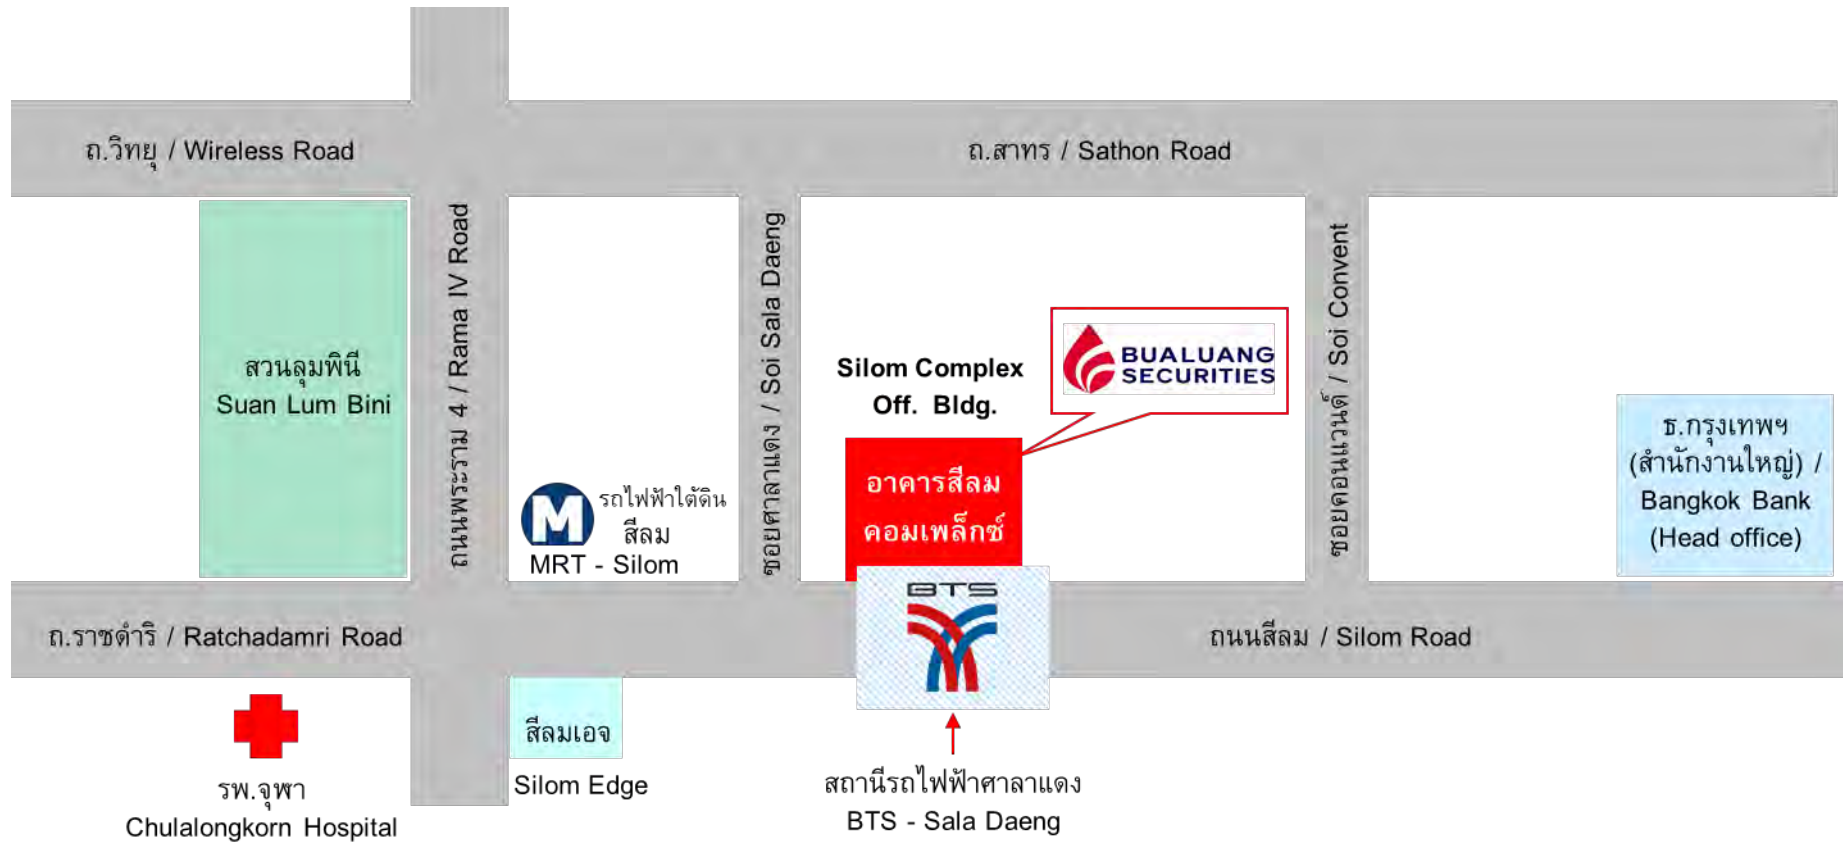 ถ.วิทยุ / Wireless Road
ถ.สาทร / Sathon Road
ถนนพระราม 4 / Rama IV Road
ซอยศาลาแดง / Soi Sala Daeng
ซอยคอนแวนต์ / Soi Convent
สวนลุมพินี
Suan Lum Bini
Silom Complex
Off. Bldg.
BUALUANG
SECURITIES
อาคารสีลม
คอมเพล็กซ์
M
รถไฟฟ้าใต้ดิน
สีลม
MRT - Silom
ธ.กรุงเทพฯ
(สำนักงานใหญ่) /
Bangkok Bank
(Head office)
BTS
ถ.ราชดำริ / Ratchadamri Road
ถนนสีลม / Silom Road
รพ.จุฬา
Chulalongkorn Hospital
สีลมเอจ
Silom Edge
สถานีรถไฟฟ้าศาลาแดง
BTS - Sala Daeng